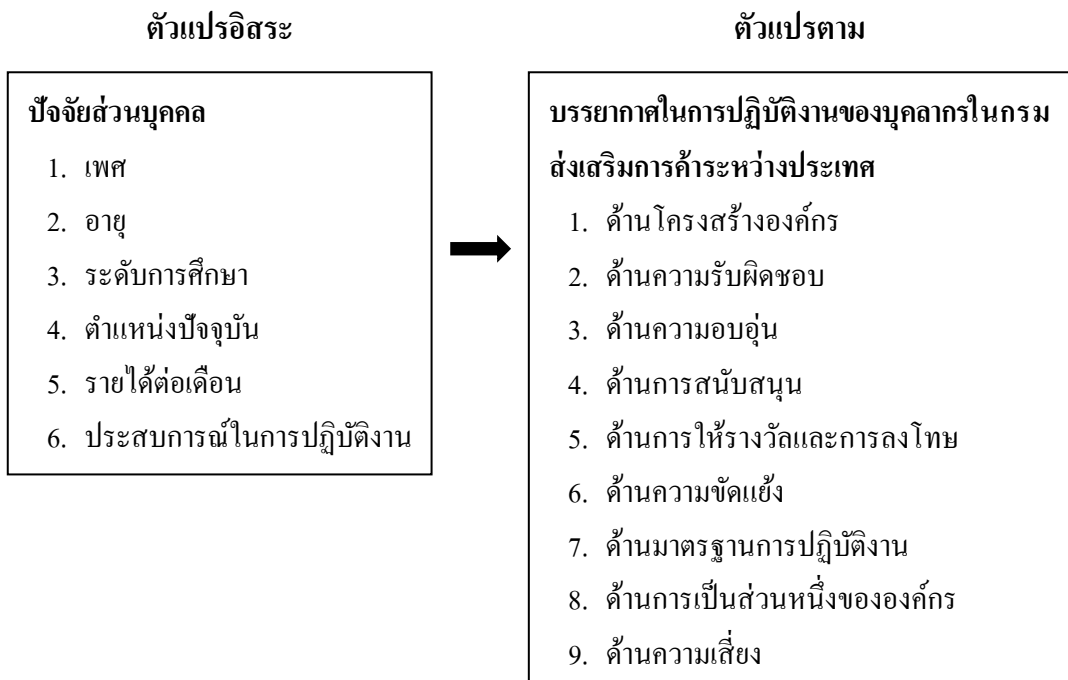 ตัวแปรอิสระ
ตัวแปรตาม
ปัจจัยส่วนบุคคล
1. เพศ
2. อายุ
3. ระดับการศึกษา
4. ตำแหน่งปัจจุบัน
5. รายได้ต่อเดือน
6. ประสบการณ์ในการปฏิบัติงาน
บรรยากาศในการปฏิบัติงานของบุคลากรในกรม
ส่งเสริมการค้าระหว่างประเทศ
1. ด้านโครงสร้างองค์กร
2. ด้านความรับผิดชอบ
3. ด้านความอบอุ่น
4. ด้านการสนับสนุน
5. ด้านการให้รางวัลและการลงโทษ
6. ด้านความขัดแย้ง
7. ด้านมาตรฐานการปฏิบัติงาน
8. ด้านการเป็นส่วนหนึ่งขององค์กร
9. ด้านความเสี่ยง